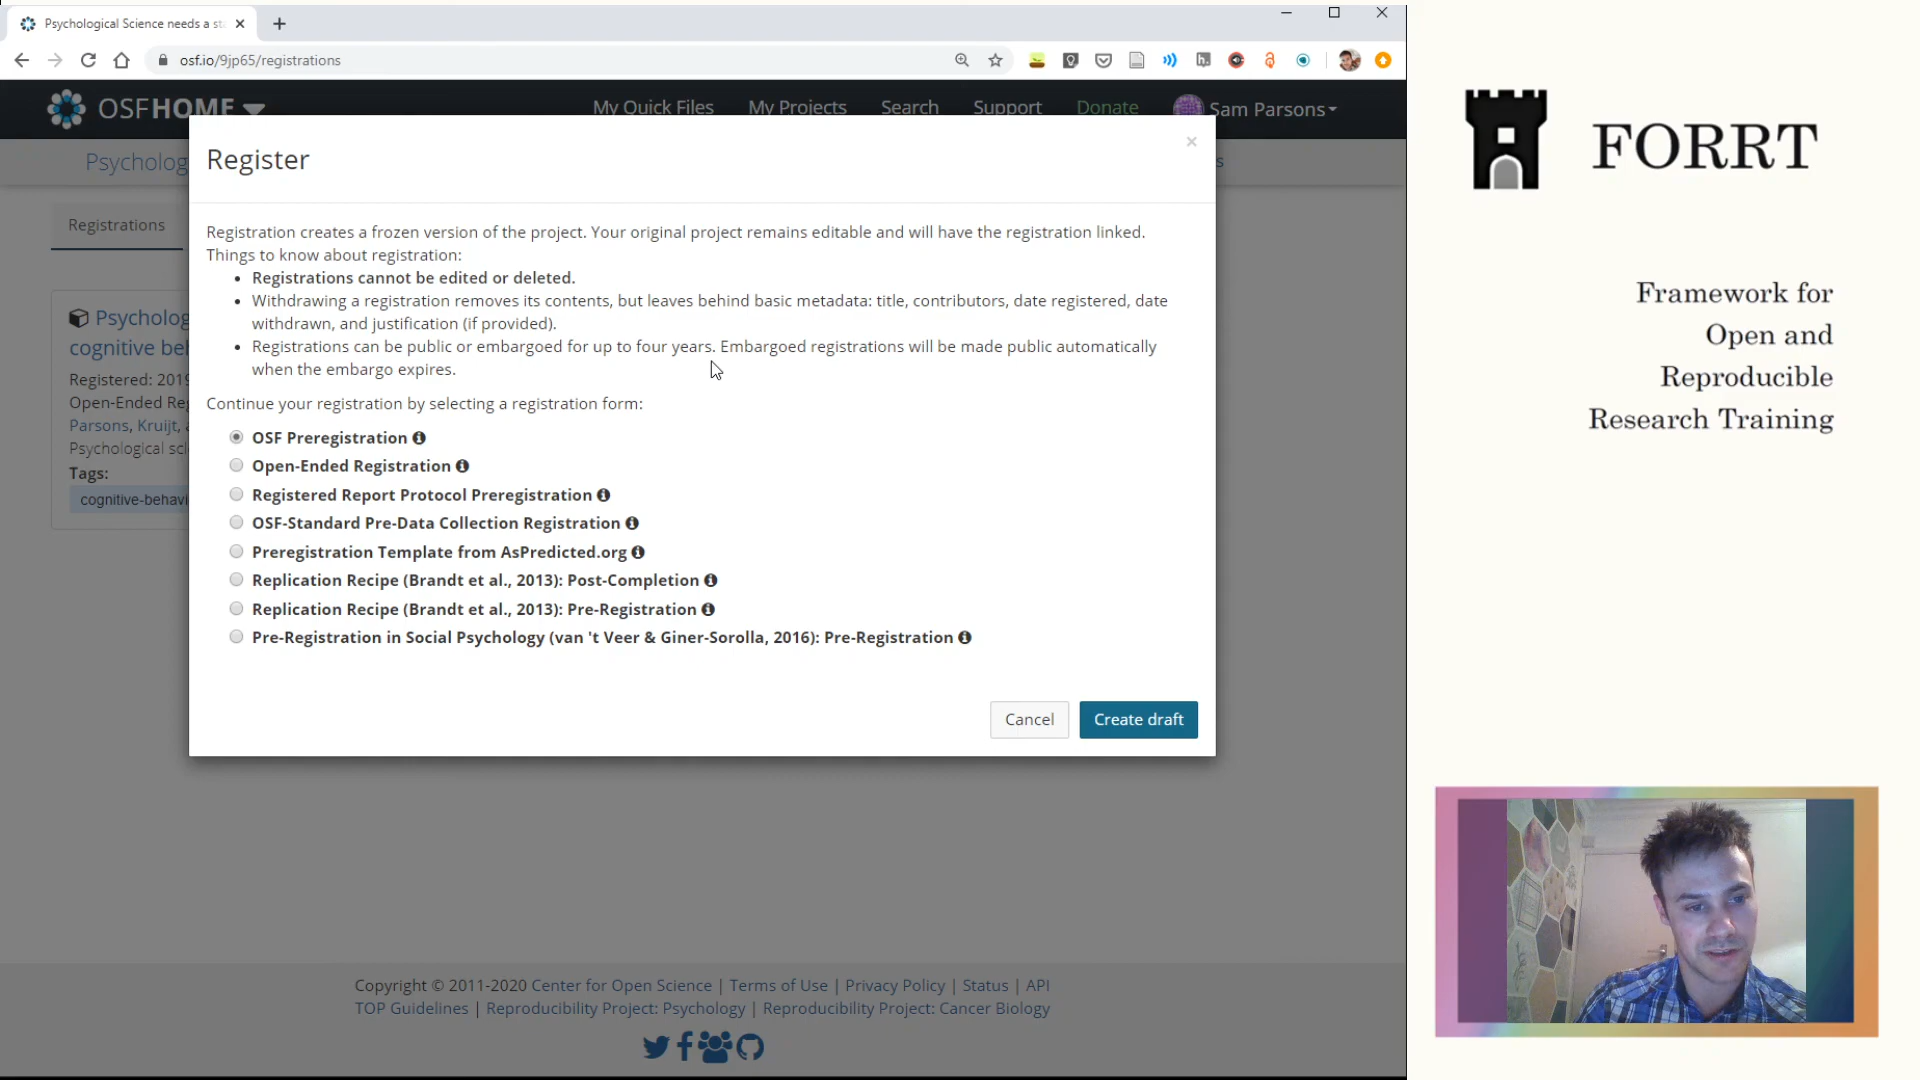 Psychological Science needs a st
osf.io/9jp65/registrations
OSFHOME
My Quick Files
My Projects
Search
Support
Donate
Sam Parsons
Psycholog
Register
Registration creates a frozen version of the project. Your original project remains editable and will have the registration linked.
Things to know about registration:
Registrations cannot be edited or deleted.
Withdrawing a registration removes its contents, but leaves behind basic metadata: title, contributors, date registered, date
withdrawn, and justification (if provided).
Registrations can be public or embargoed for up to four years. Embargoed registrations will be made public automatically
when the embargo expires.
Continue your registration by selecting a registration form:
OSF Preregistration
Open-Ended Registration
Registered Report Protocol Preregistration
OSF-Standard Pre-Data Collection Registration
Preregistration Template from AsPredicted.org
Replication Recipe (Brandt et al., 2013): Post-Completion
Replication Recipe (Brandt et al., 2013): Pre-Registration
Pre-Registration in Social Psychology (van 't Veer & Giner-Sorolla, 2016): Pre-Registration
Cancel
Create draft
Registrations
Psycholog
cognitive beh
Registered: 2019
Open-Ended Reg
Parsons, Kruijt,
Psychological sci
Tags:
cognitive-behavi
Copyright © 2011-2020 Center for Open Science | Terms of Use | Privacy Policy | Status | API
TOP Guidelines | Reproducibility Project: Psychology | Reproducibility Project: Cancer Biology
FORRT
Framework for
Open and
Reproducible
Research Training